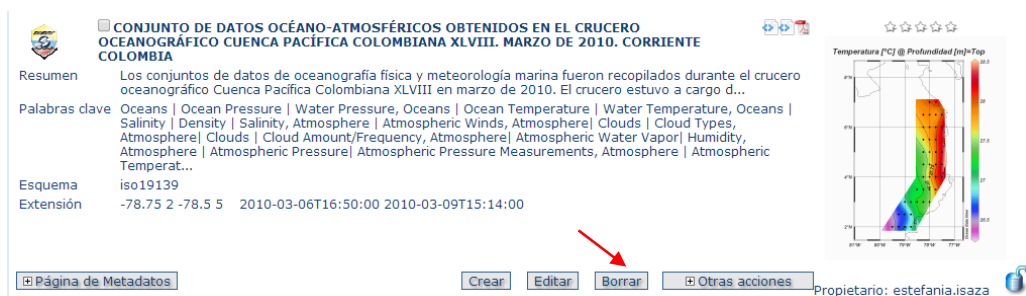 CONJUNTO DE DATOS OCÉANO-ATMOSFÉRICOS OBTENIDOS EN EL CRUCERO
OCEANOGRÁFICO CUENCA PACÍFICA COLOMBIANA XLVIII. MARZO DE 2010. CORRIENTE
COLOMBIA
Resumen Los conjuntos de datos de oceanografía física y meteorología marina fueron recopilados durante el crucero
oceanográfico Cuenca Pacífica Colombiana XLVIII en marzo de 2010. El crucero estuvo a cargo d...
Palabras clave Oceans | Ocean Pressure | Water Pressure, Oceans | Ocean Temperature | Water Temperature, Oceans |
Salinity | Density | Salinity, Atmosphere | Atmospheric Winds, Atmosphere| Clouds | Cloud Types,
Atmosphere| Clouds | Cloud Amount/Frequency, Atmosphere| Atmospheric Water Vapor| Humidity,
Atmosphere | Atmospheric Pressure| Atmospheric Pressure Measurements, Atmosphere | Atmospheric
Temperat...
Esquema iso19139
Extensión -78.75 2 -78.5 5 2010-03-06T16:50:00 2010-03-09T15:14:00
Temperatura [°C] @ Profundidad [m]=Top
Página de Metadatos Crear Editar Borrar Otras acciones
Propietario: estefania.isaza